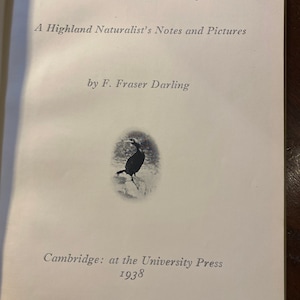 A Highland Naturalist's Notes and Pictures
by F. Fraser Darling
Cambridge: at the University Press
1938